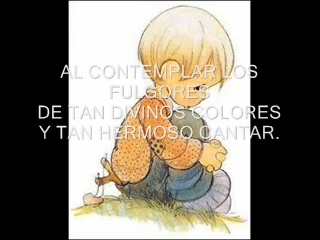 AL CONTEMPLAR LOS
FULGORES
DE TAN DIVINOS COLORES
Y TAN HERMOSO CANTAR.